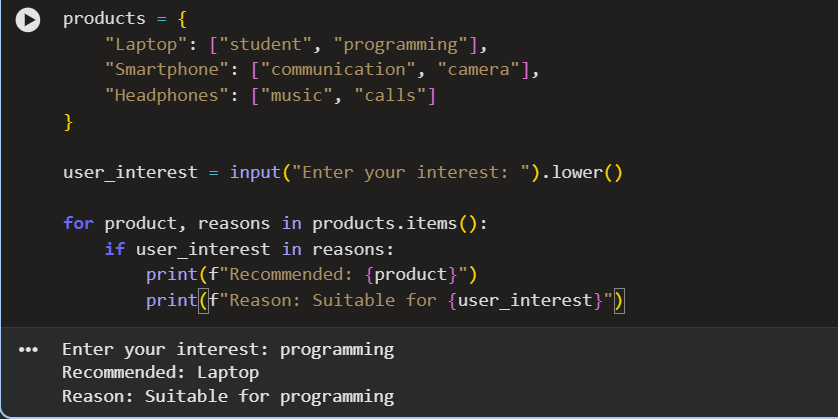 products = {
    "Laptop": ["student", "programming"],
    "Smartphone": ["communication", "camera"],
    "Headphones": ["music", "calls"]
}
user_interest = input("Enter your interest: ").lower()
for product, reasons in products.items():
    if user_interest in reasons:
        print(f"Recommended: {product}")
        print(f"Reason: Suitable for {user_interest}")
Enter your interest: programming
Recommended: Laptop
Reason: Suitable for programming